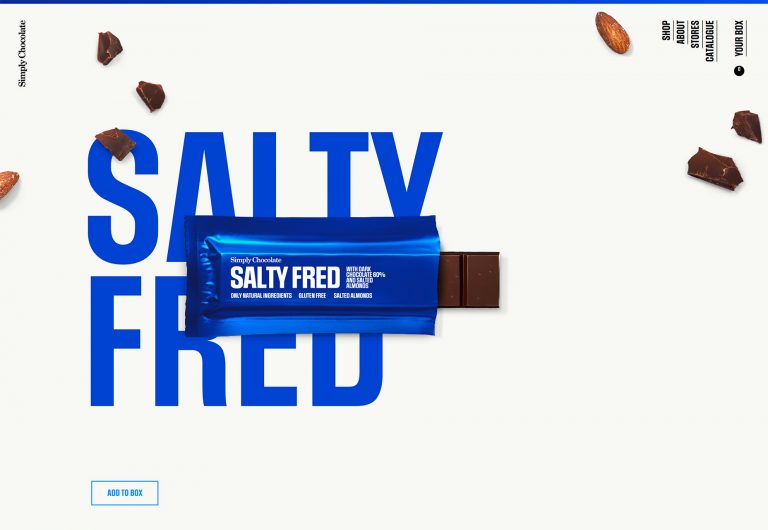 Simply Chocolate
SHOP
ABOUT
STORES
CATALOGUE
YOUR BOX
SALTY
FRED
Simply Chocolate
SALTY FRED
WITH DARK
CHOCOLATE 60%
AND SALTED
ALMONDS
ONLY NATURAL INGREDIENTS GLUTEN FREE SALTED ALMONDS
ADD TO BOX